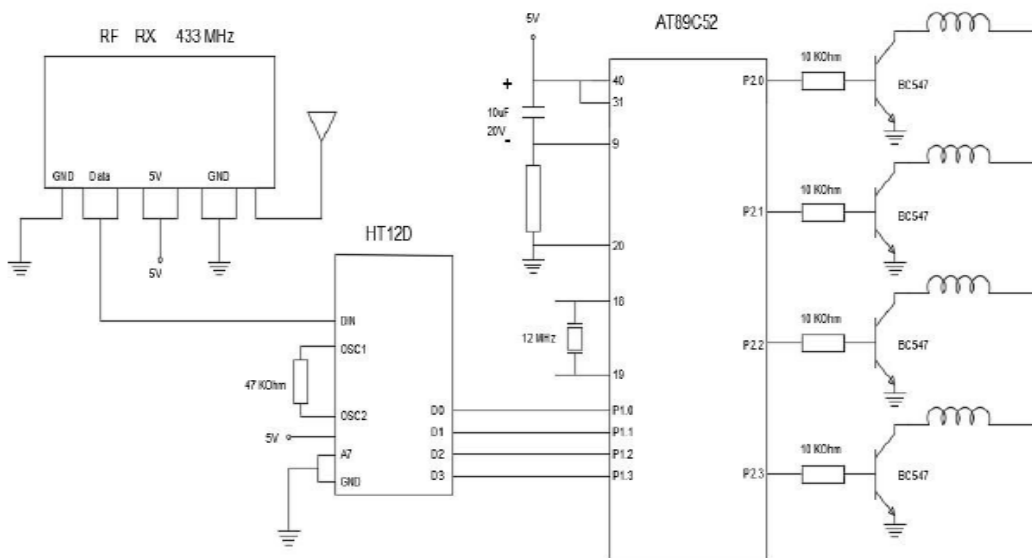 RF RX 433 MHz
GND Data 5V GND
5V
HT12D
DIN
OSC1
47 KOhm
OSC2
5V
A7
GND
D0
D1
D2
D3
5V
+
10uF
20V
-
12 MHz
AT89C52
40
31
9
20
18
19
P1.0
P1.1
P1.2
P1.3
P2.0
10 KOhm
BC547
P2.1
10 KOhm
BC547
P2.2
10 KOhm
BC547
P2.3
10 KOhm
BC547